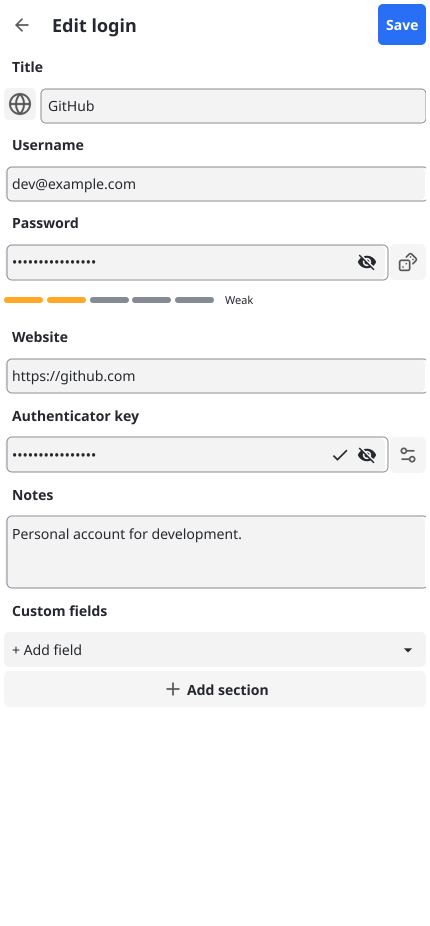 Edit login
Save
Title
GitHub
Username
dev@example.com
Password
••••••••••••••••
Weak
Website
https://github.com
Authenticator key
••••••••••••••••
Notes
Personal account for development.
Custom fields
+ Add field
Add section